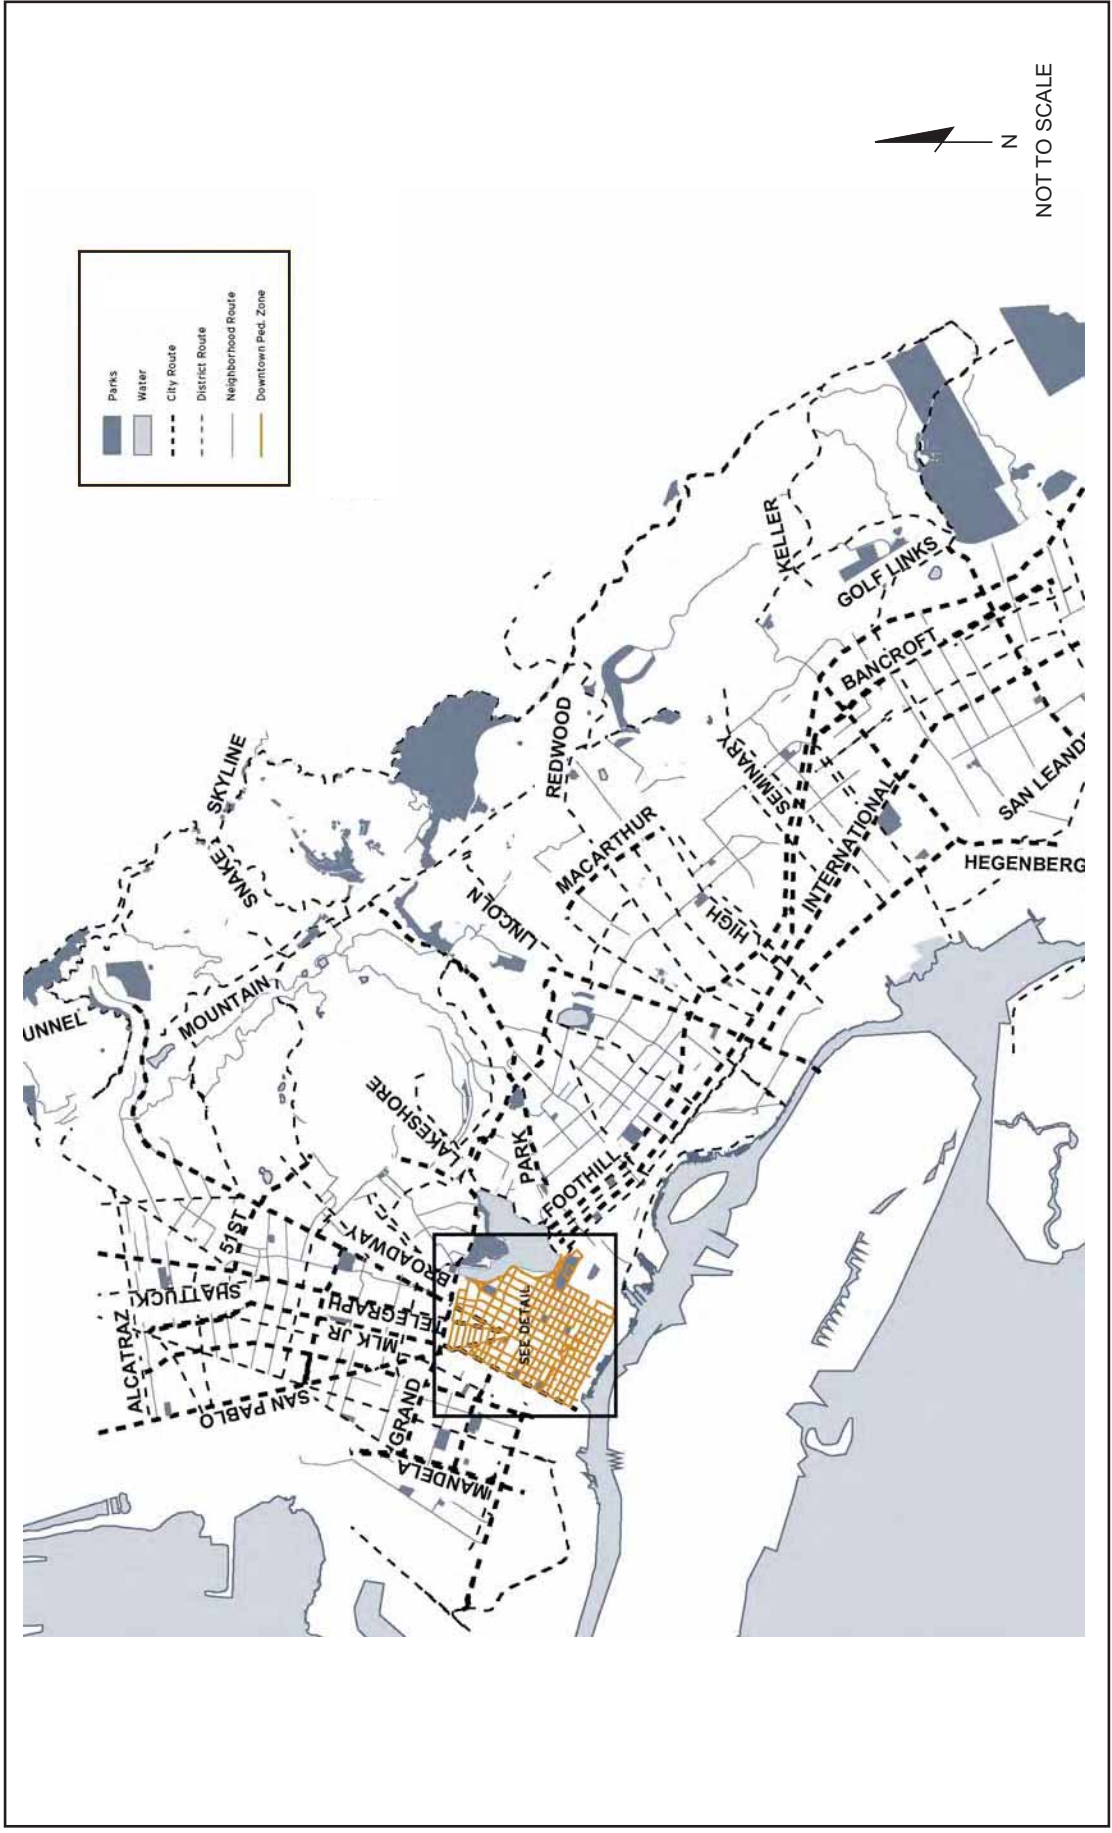 Parks
Water
City Route
District Route
Neighborhood Route
Downtown Ped. Zone
N
NOT TO SCALE
UNNEL
SKYLINE
SNAKE
MOUNTAIN
REDWOOD
KELLER
GOLF LINKS
BANCROFT
SEMINARY
MACARTHUR
LINCOLN
HIGH
INTERNATIONAL
SAN LEAND
HEGENBERG
LAKESHORE
PARK
FOOTHILL
51ST
BROADWAY
SHATTUCK
TELEGRAPH
MLK JR
ALCATRAZ
SAN PABLO
GRAND
MANDELA
SEE DETAIL